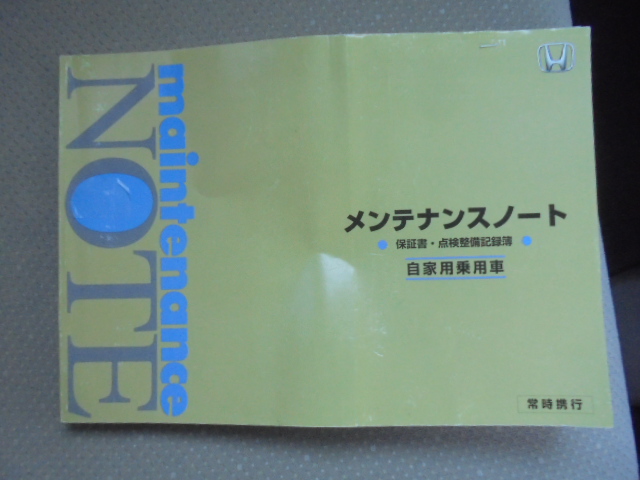 maintenance
NOTE
メンテナンスノート
保証書・点検整備記録簿
自家用乗用車
常時携行